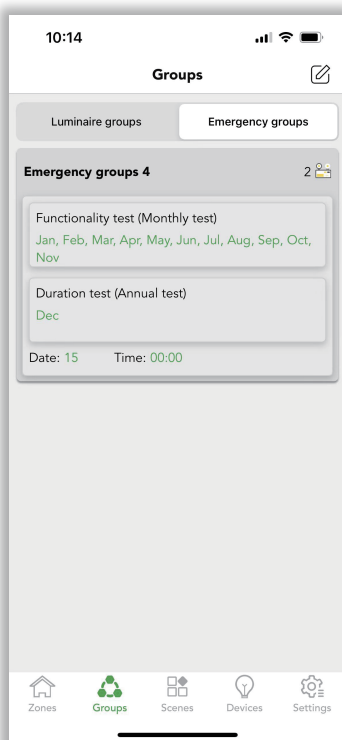 10:14
Groups
Luminaire groups Emergency groups
Emergency groups 4 2
Functionality test (Monthly test)
Jan, Feb, Mar, Apr, May, Jun, Jul, Aug, Sep, Oct,
Nov
Duration test (Annual test)
Dec
Date: 15 Time: 00:00
Zones Groups Scenes Devices Settings